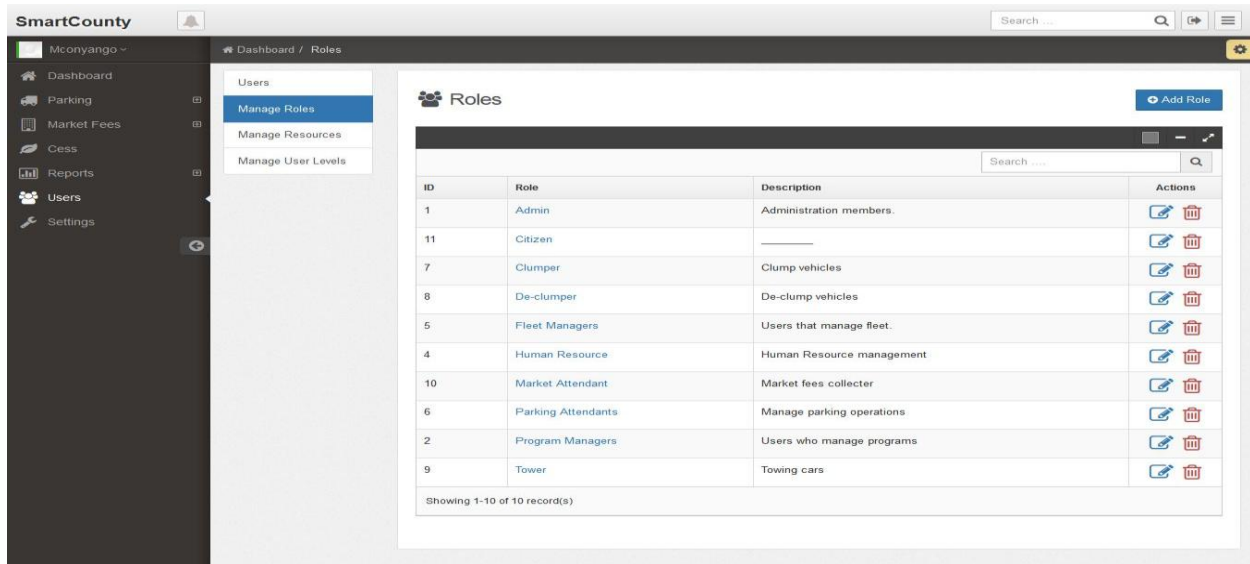 SmartCounty
Search ...
Mconyango
Dashboard / Roles
Dashboard
Parking
Market Fees
Cess
Reports
Users
Settings
Users
Manage Roles
Manage Resources
Manage User Levels
Roles
Add Role
Search ....
ID Role Description Actions
1 Admin Administration members.
11 Citizen ________
7 Clumper Clump vehicles
8 De-clumper De-clump vehicles
5 Fleet Managers Users that manage fleet.
4 Human Resource Human Resource management
10 Market Attendant Market fees collecter
6 Parking Attendants Manage parking operations
2 Program Managers Users who manage programs
9 Tower Towing cars
Showing 1-10 of 10 record(s)